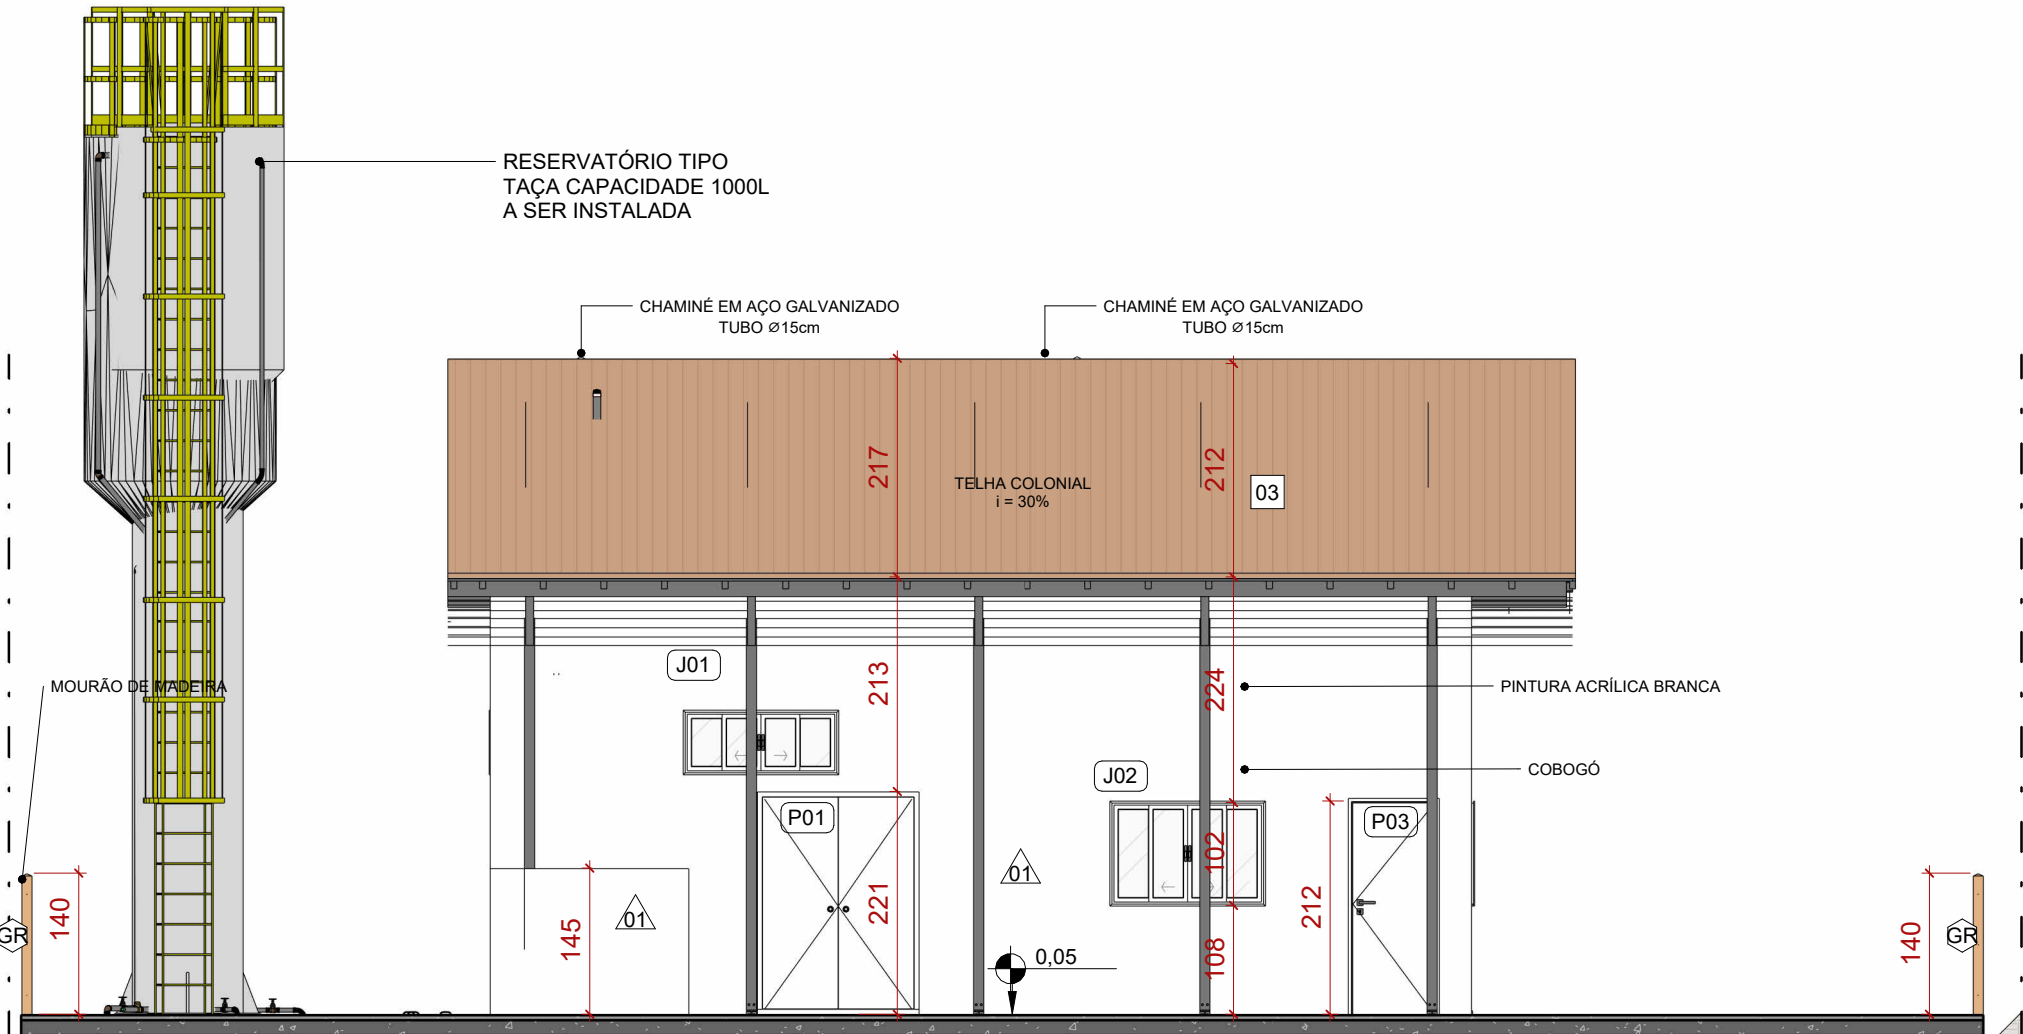 RESERVATÓRIO TIPO
TAÇA CAPACIDADE 1000L
A SER INSTALADA
CHAMINÉ EM AÇO GALVANIZADO
TUBO Ø15cm
CHAMINÉ EM AÇO GALVANIZADO
TUBO Ø15cm
217
TELHA COLONIAL
i = 30%
212
03
J01
213
224
MOURÃO DE MADEIRA
PINTURA ACRÍLICA BRANCA
J02
COBOGÓ
P01
P03
102
01
01
140
GR
145
221
212
108
0,05
140
GR